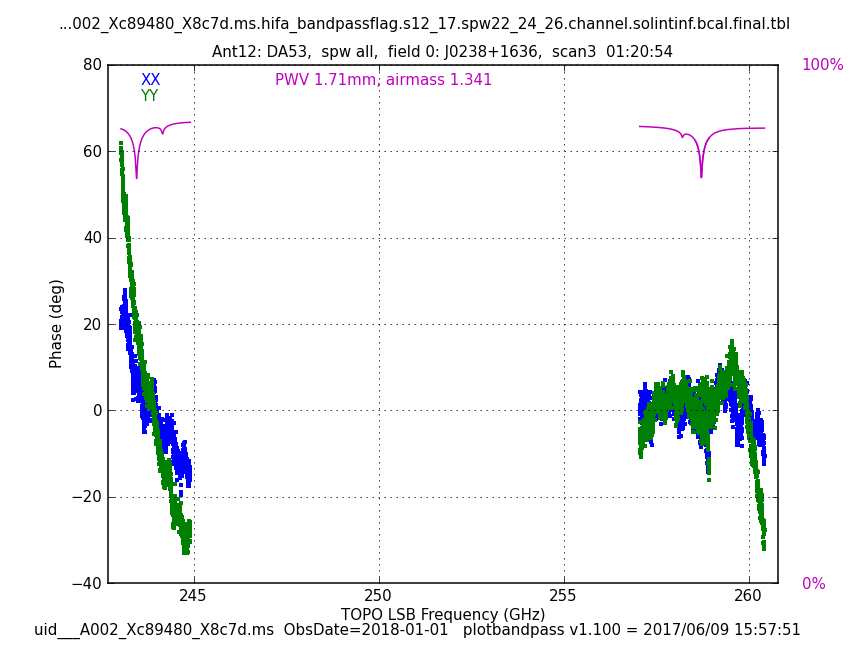 ...002_Xc89480_X8c7d.ms.hifa_bandpassflag.s12_17.spw22_24_26.channel.solintinf.bcal.final.tbl
Ant12: DA53,  spw all,  field 0: J0238+1636,  scan3  01:20:54
80 100%
XX PWV 1.71mm, airmass 1.341
YY
60
40
20
Phase (deg)
0
−20
−40 0%
245 250 255 260
TOPO LSB Frequency (GHz)
uid___A002_Xc89480_X8c7d.ms  ObsDate=2018-01-01   plotbandpass v1.100 = 2017/06/09 15:57:51